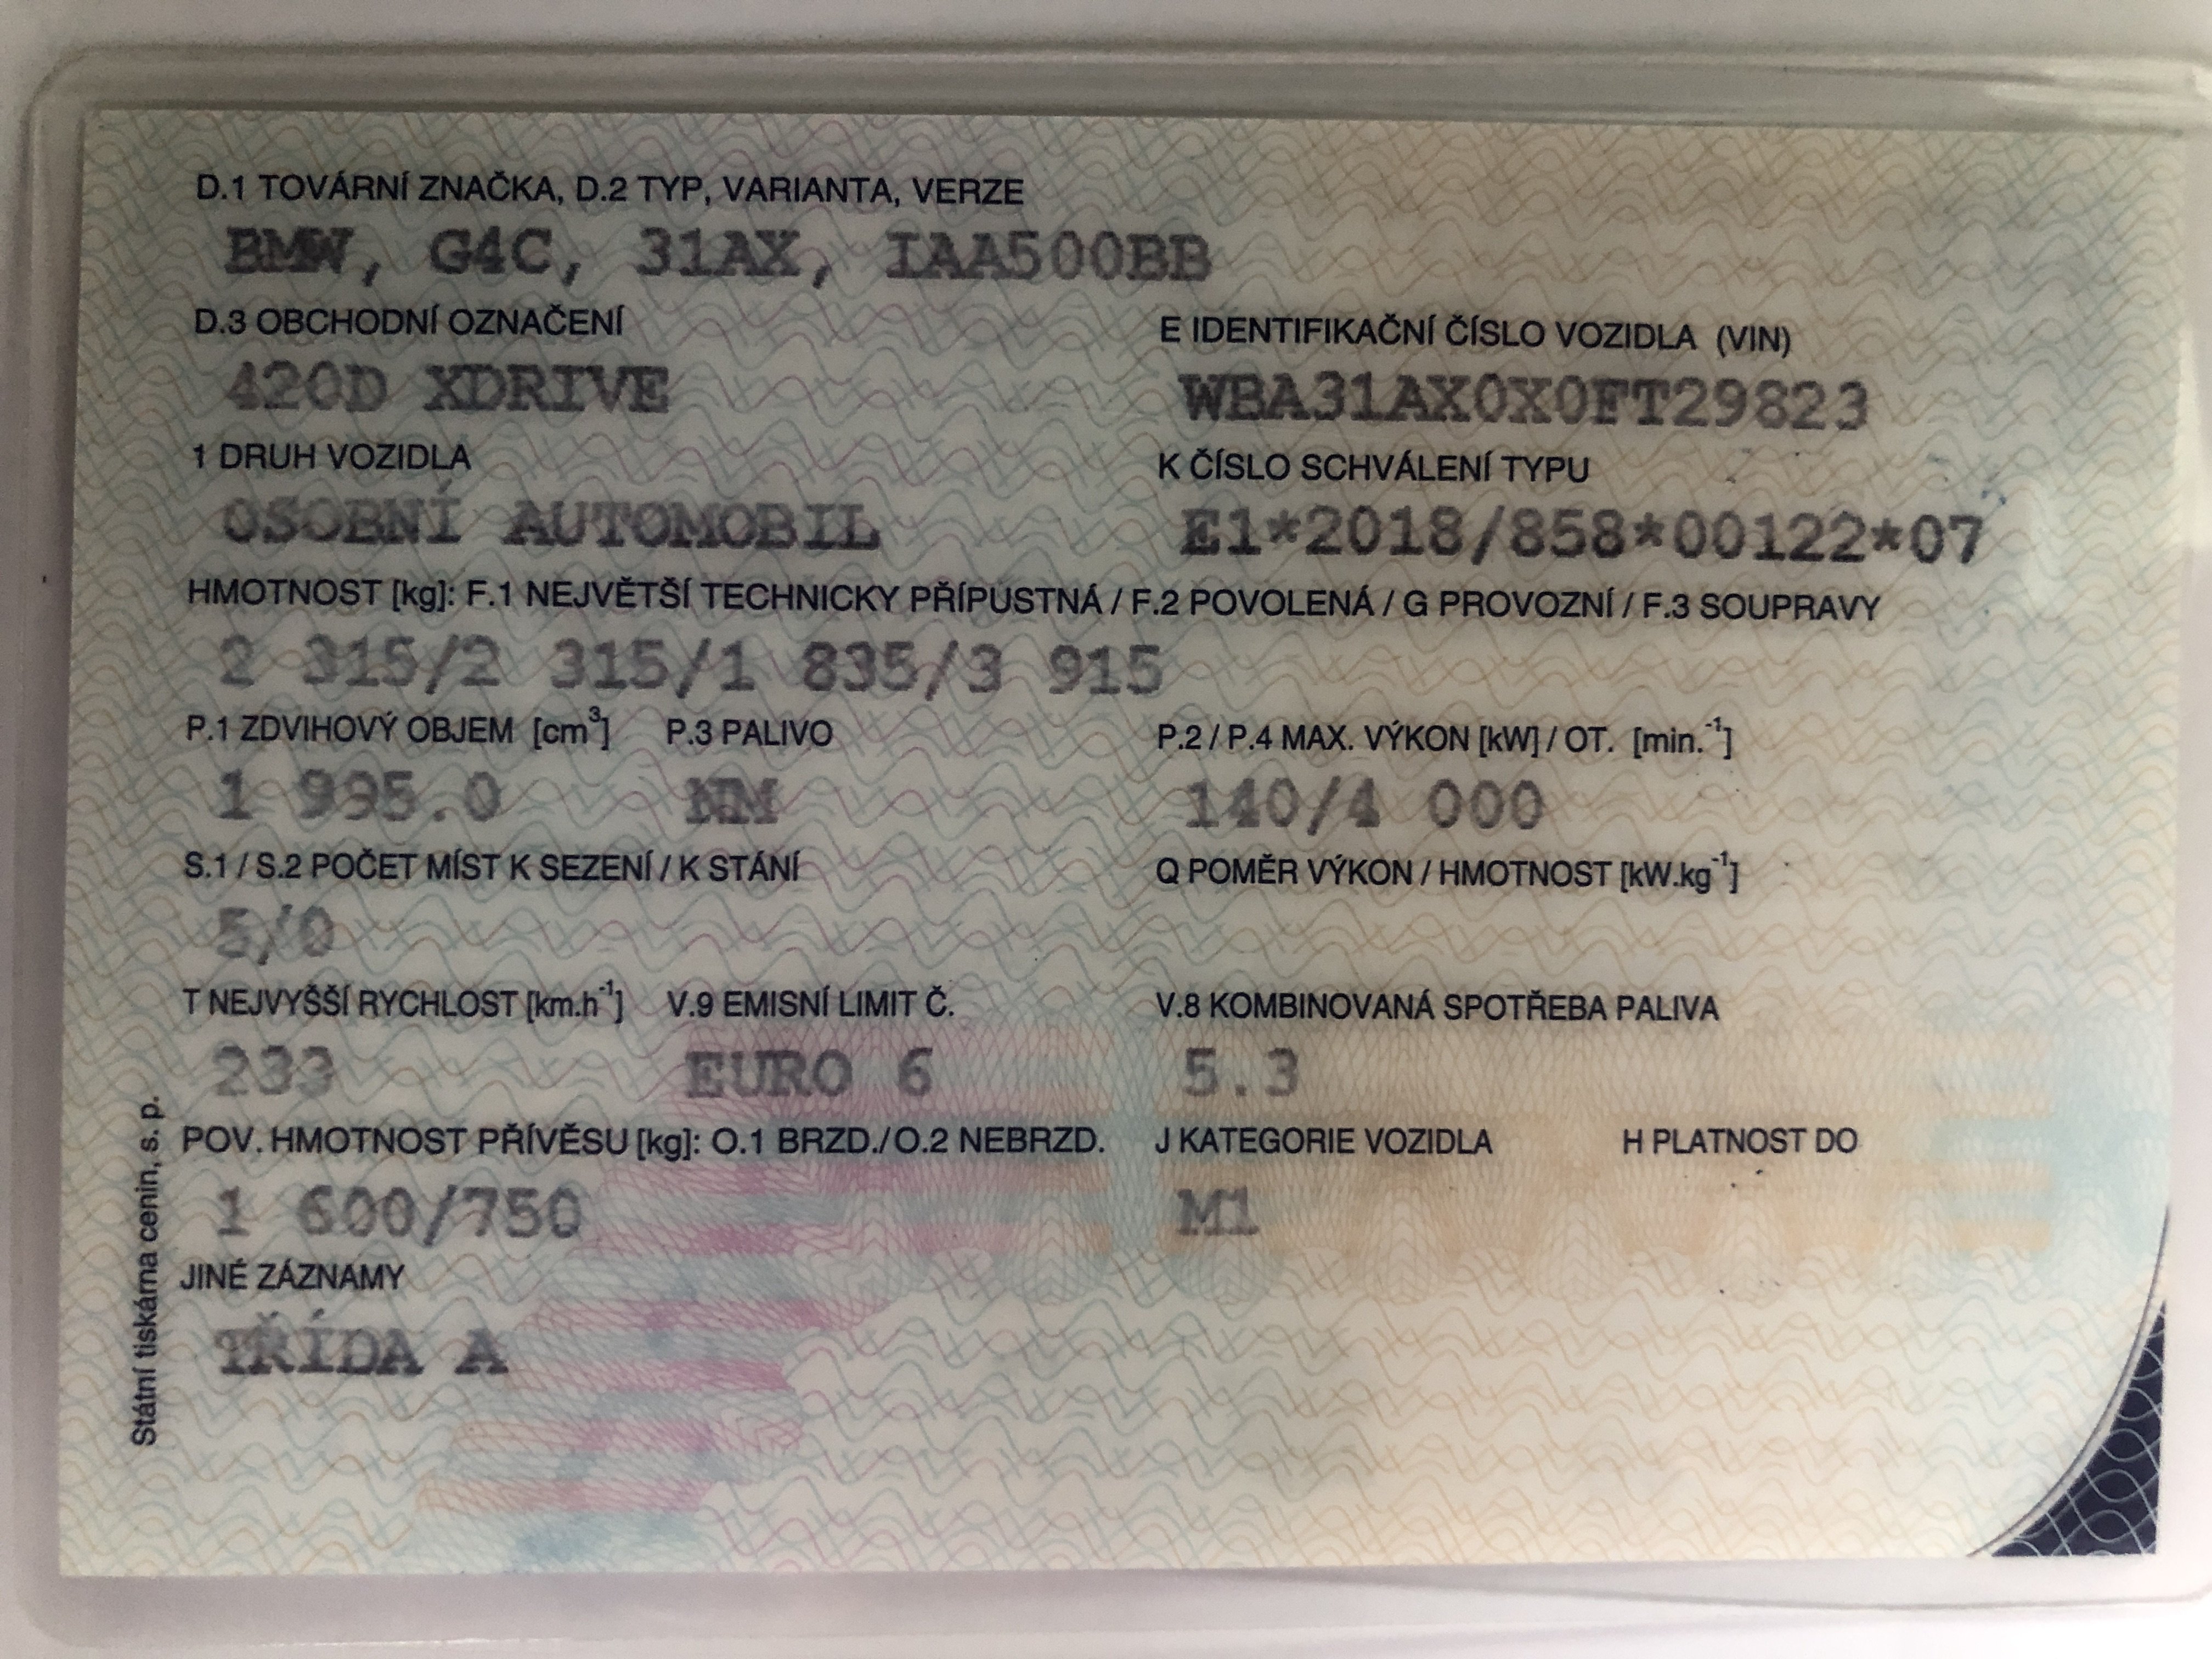 D.1 TOVÁRNÍ ZNAČKA, D.2 TYP, VARIANTA, VERZE
BMW, G4C, 31AX, IAA500BB
D.3 OBCHODNÍ OZNAČENÍ
E IDENTIFIKAČNÍ ČÍSLO VOZIDLA (VIN)
420D XDRIVE
WBA31AX0X0FT29823
1 DRUH VOZIDLA
K ČÍSLO SCHVÁLENÍ TYPU
OSOBNÍ AUTOMOBIL
E1*2018/858*00122*07
HMOTNOST [kg]: F.1 NEJVĚTŠÍ TECHNICKY PŘÍPUSTNÁ / F.2 POVOLENÁ / G PROVOZNÍ / F.3 SOUPRAVY
2 315/2 315/1 835/3 915
P.1 ZDVIHOVÝ OBJEM [cm³] P.3 PALIVO P.2 / P.4 MAX. VÝKON [kW] / OT. [min.⁻¹]
1 995.0 NM 140/4 000
S.1 / S.2 POČET MÍST K SEZENÍ / K STÁNÍ Q POMĚR VÝKON / HMOTNOST [kW.kg⁻¹]
5/0
T NEJVYŠŠÍ RYCHLOST [km.h⁻¹] V.9 EMISNÍ LIMIT Č. V.8 KOMBINOVANÁ SPOTŘEBA PALIVA
233 EURO 6 5.3
POV. HMOTNOST PŘÍVĚSU [kg]: O.1 BRZD./ O.2 NEBRZD. J KATEGORIE VOZIDLA H PLATNOST DO
1 600/750 M1
JINÉ ZÁZNAMY
TŘÍDA A
Státní tiskárna cenin, s. p.